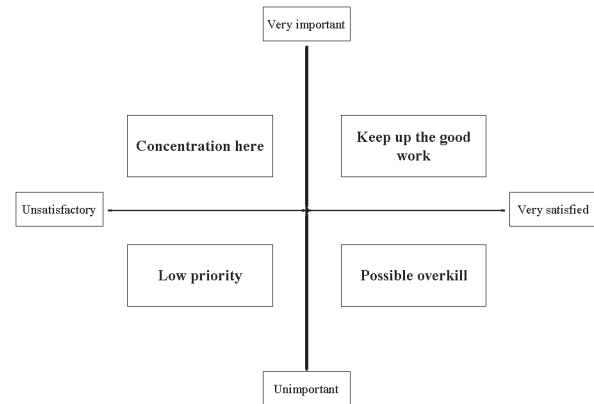 Very important
Concentration here
Keep up the good
work
Unsatisfactory
Very satisfied
Low priority
Possible overkill
Unimportant